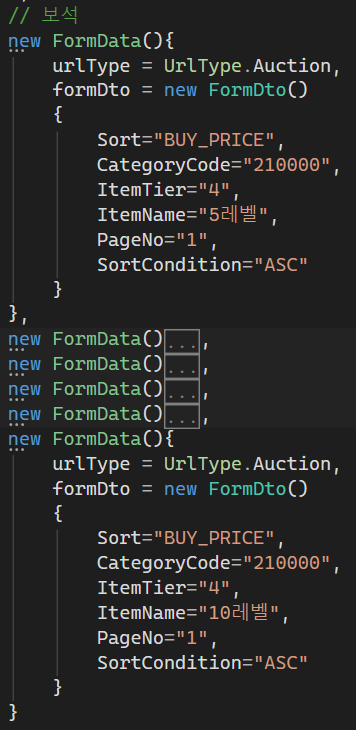 // 보석
new FormData(){
    urlType = UrlType.Auction,
    formDto = new FormDto()
    {
        Sort="BUY_PRICE",
        CategoryCode="210000",
        ItemTier="4",
        ItemName="5레벨",
        PageNo="1",
        SortCondition="ASC"
    }
},
new FormData()...,
new FormData()...,
new FormData()...,
new FormData()...,
new FormData(){
    urlType = UrlType.Auction,
    formDto = new FormDto()
    {
        Sort="BUY_PRICE",
        CategoryCode="210000",
        ItemTier="4",
        ItemName="10레벨",
        PageNo="1",
        SortCondition="ASC"
    }
}